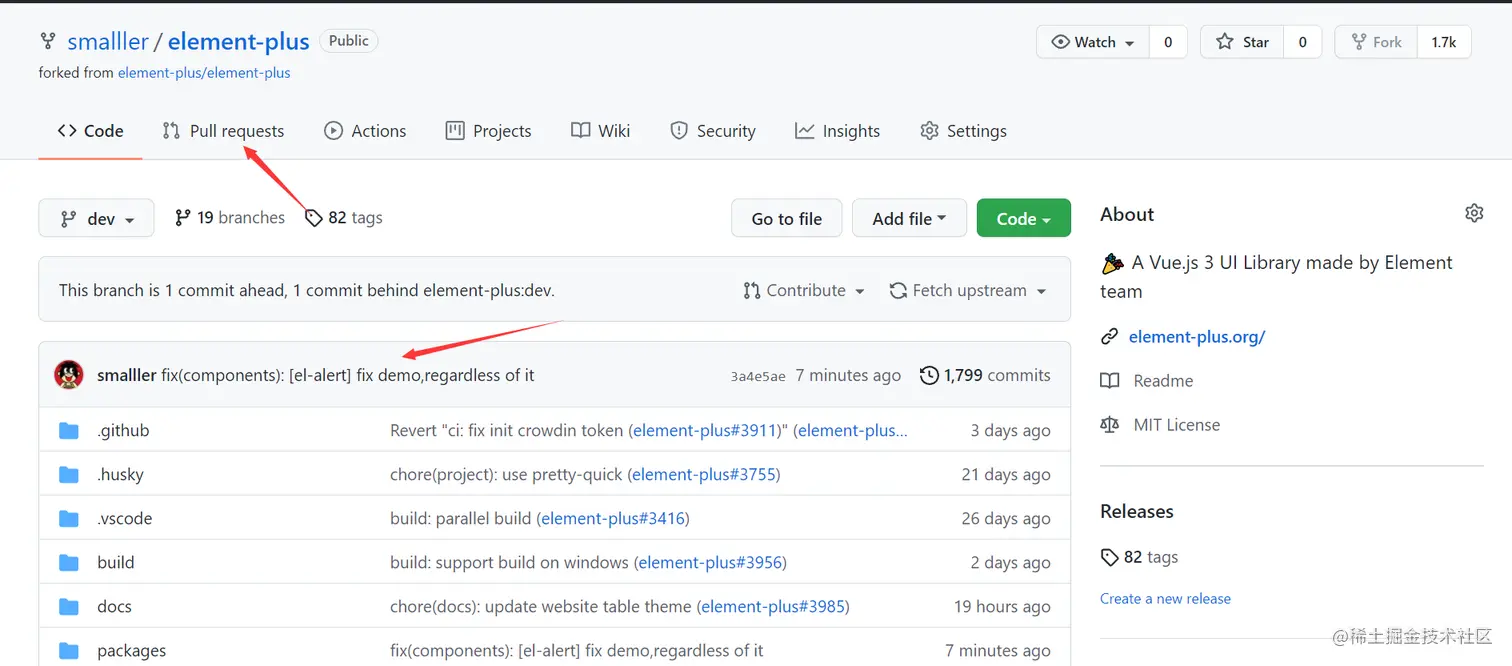 smalller / element-plus Public Watch 0 Star 0 Fork 1.7k
forked from element-plus/element-plus
Code Pull requests Actions Projects Wiki Security Insights Settings
dev 19 branches 82 tags Go to file Add file Code
This branch is 1 commit ahead, 1 commit behind element-plus:dev. Contribute Fetch upstream
smalller fix(components): [el-alert] fix demo,regardless of it 3a4e5ae 7 minutes ago 1,799 commits
.github Revert "ci: fix init crowdin token (element-plus#3911)" (element-plus... 3 days ago
.husky chore(project): use pretty-quick (element-plus#3755) 21 days ago
.vscode build: parallel build (element-plus#3416) 26 days ago
build build: support build on windows (element-plus#3956) 2 days ago
docs chore(docs): update website table theme (element-plus#3985) 19 hours ago
packages fix(components): [el-alert] fix demo,regardless of it 7 minutes ago
About
A Vue.js 3 UI Library made by Element
team
element-plus.org/
Readme
MIT License
Releases
82 tags
Create a new release
@稀土掘金技术社区